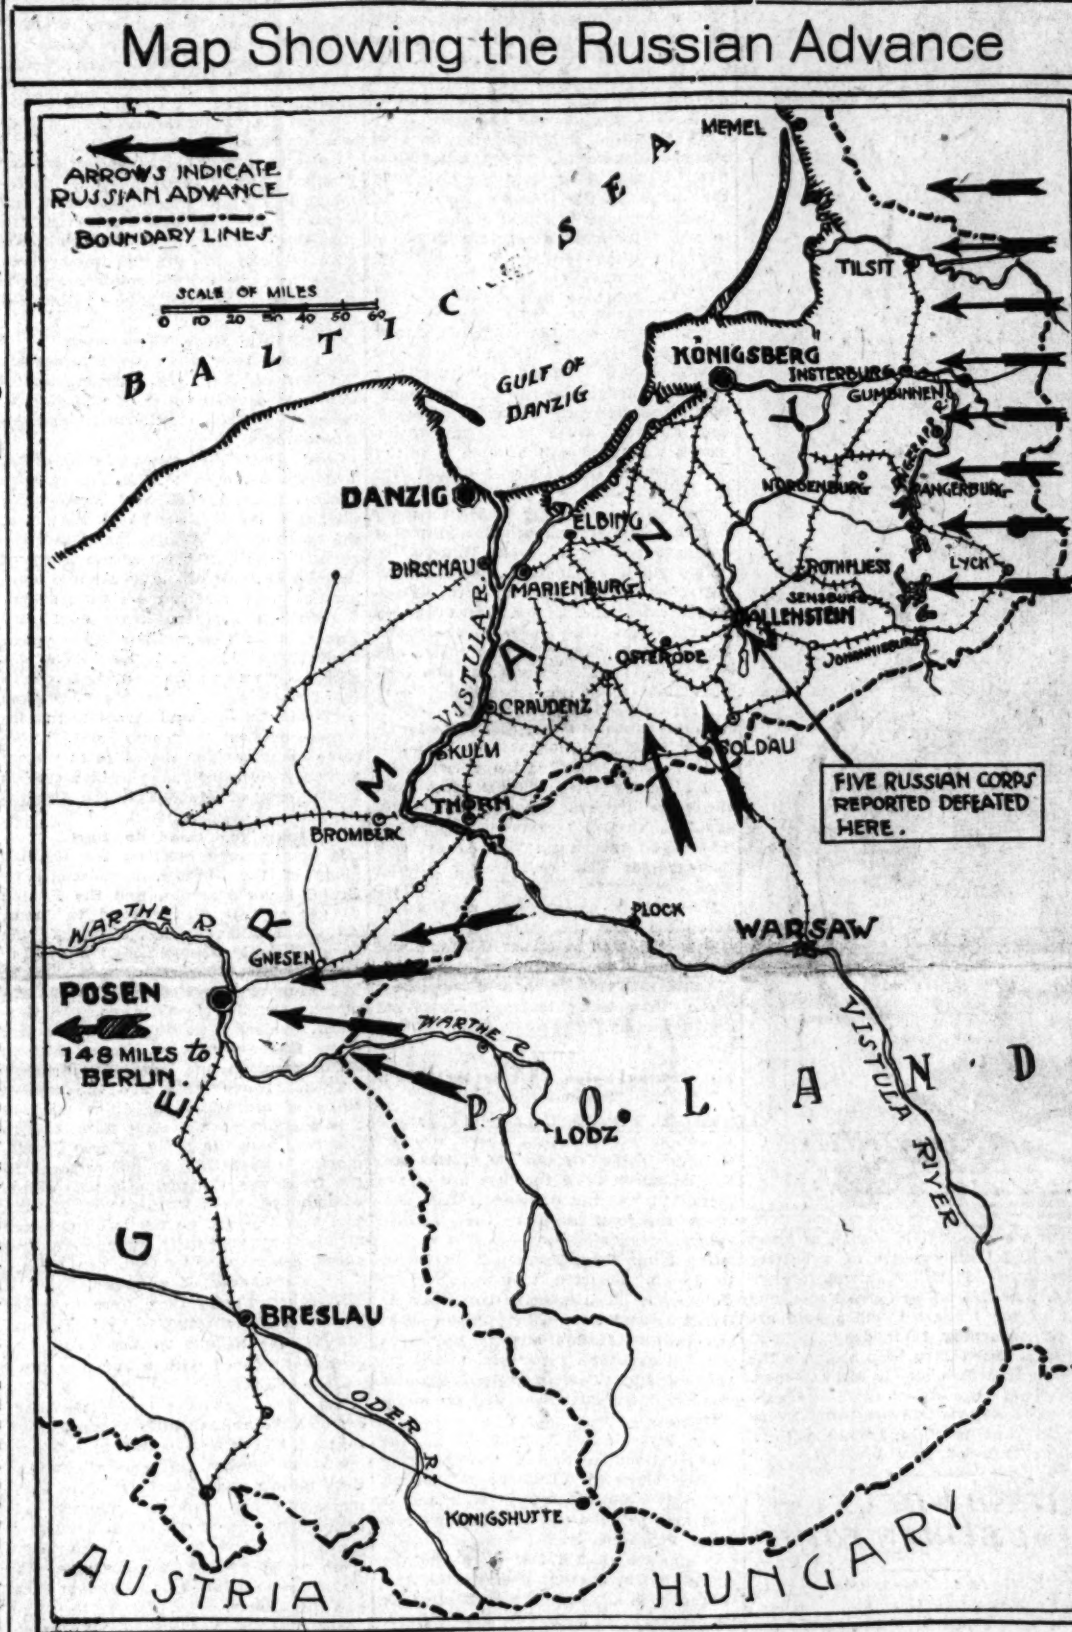 Map Showing the Russian Advance
ARROWS INDICATE
RUSSIAN ADVANCE
BOUNDARY LINES
SCALE OF MILES
0 10 20 30 40 50 60
BALTIC SEA
MEMEL
TILSIT
GULF OF
DANZIG
KÖNIGSBERG
INSTERBURG
GUMBINNEN
NORDENBURG
ANGERBURG
DANZIG
ELBING
BIRSCHAU
MARIENBURG
ROTHFLIESS
LYCK
SENSBURG
ALLENSTEIN
VISTULA R.
OSTERODE
JOHANNISBURG
CRAUDENZ
KULM
SOLDAU
FIVE RUSSIAN CORPS
REPORTED DEFEATED
HERE.
THORN
BROMBERG
PLOCK
WARSAW
WARTHE R
GNESEN
POSEN
148 MILES to
BERLIN.
WARTHE R
VISTULA RIVER
POLAND
LODZ
GERMANZ
BRESLAU
ODER R
KONIGSHUTTE
AUSTRIA
HUNGARY